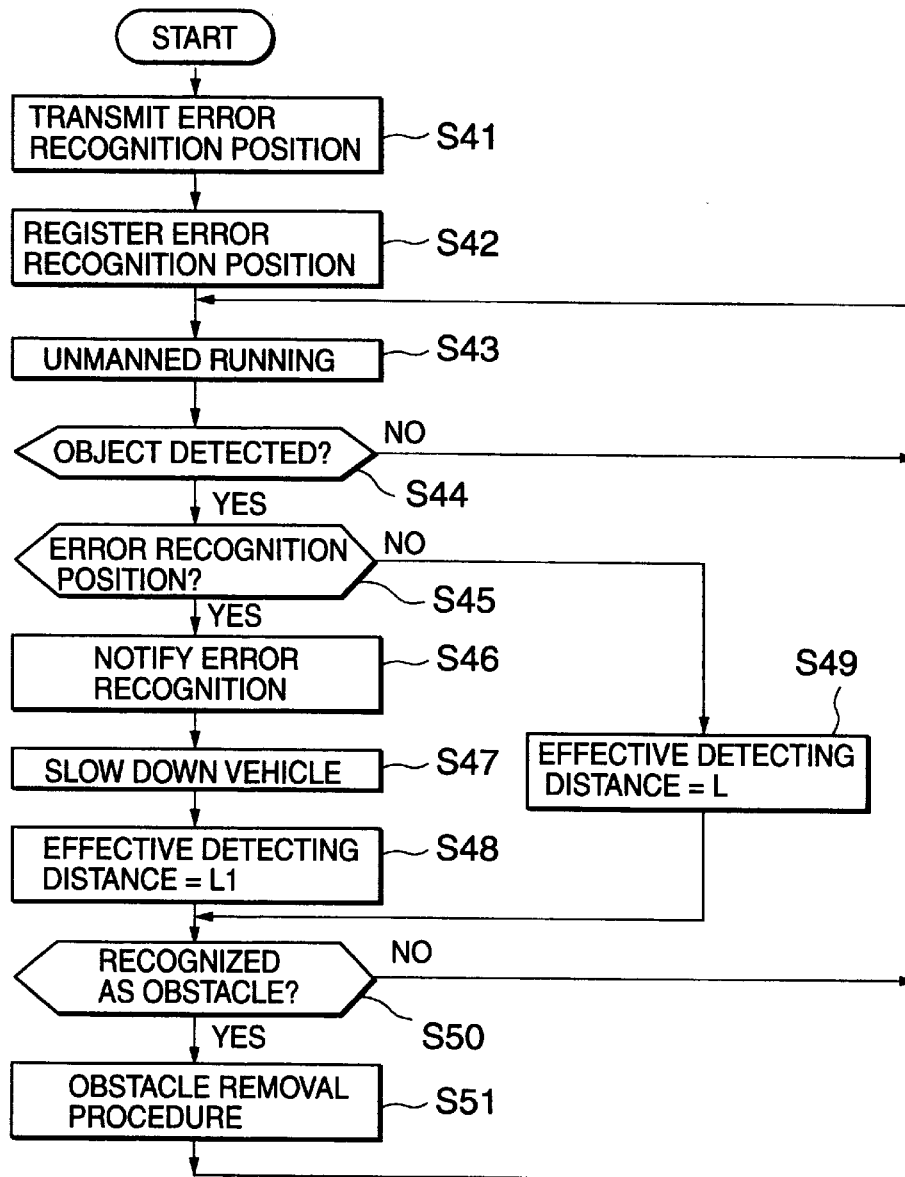 START
TRANSMIT ERROR
RECOGNITION POSITION
S41
REGISTER ERROR
RECOGNITION POSITION
S42
UNMANNED RUNNING
S43
OBJECT DETECTED?
NO
S44
YES
ERROR RECOGNITION
POSITION?
NO
S45
YES
NOTIFY ERROR
RECOGNITION
S46
S49
SLOW DOWN VEHICLE
S47
EFFECTIVE DETECTING
DISTANCE = L
EFFECTIVE DETECTING
DISTANCE = L1
S48
RECOGNIZED
AS OBSTACLE?
NO
S50
YES
OBSTACLE REMOVAL
PROCEDURE
S51